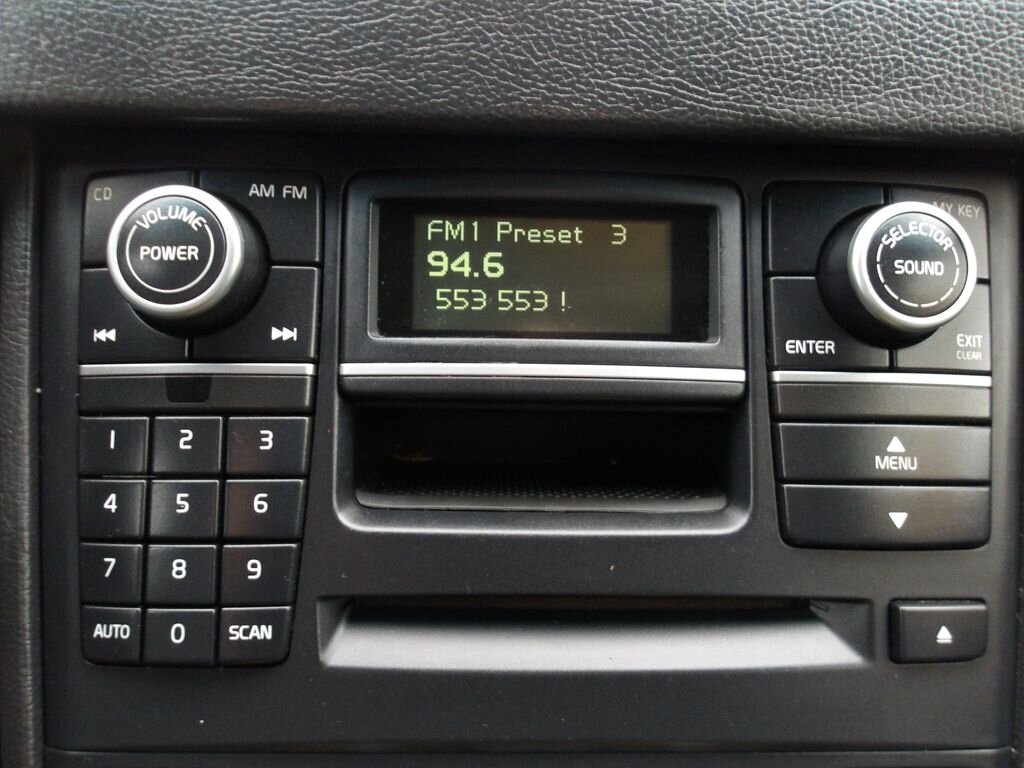 CD
AM FM
VOLUME
POWER
FM1 Preset 3
94.6
553 553 !
MY KEY
SELECTOR
SOUND
ENTER
EXIT
CLEAR
1 2 3
4 5 6
7 8 9
AUTO 0 SCAN
MENU